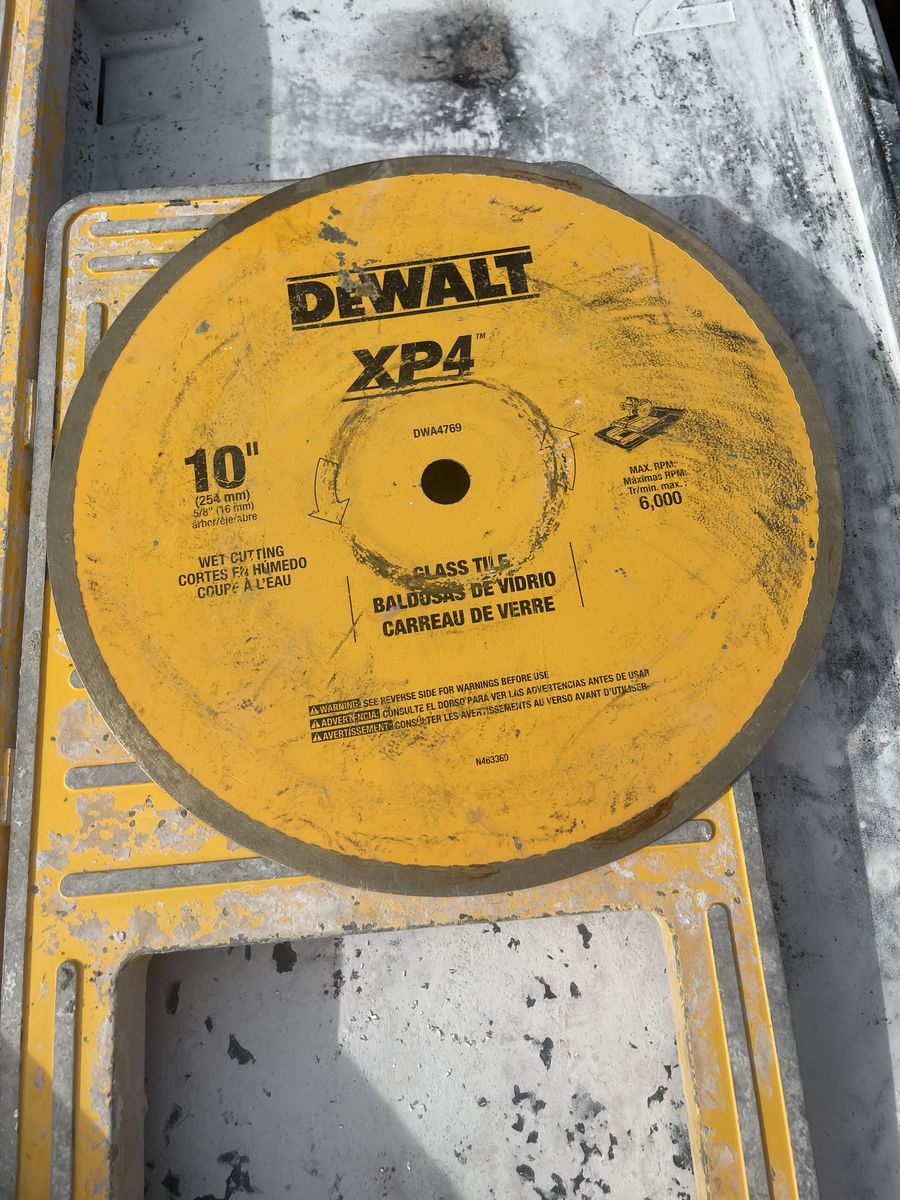 DEWALT
XP4™
DWA4769
10"
(254 mm)
5/8" (16 mm)
arbor/eje/abre
MAX. RPM:
Máximas RPM:
Tr/min. max. :
6,000
WET CUTTING
CORTES EN HÚMEDO
COUPE À L'EAU
GLASS TILE
BALDOSAS DE VIDRIO
CARREAU DE VERRE
WARNING: SEE REVERSE SIDE FOR WARNINGS BEFORE USE
ADVERTENCIA: CONSULTE EL DORSO PARA VER LAS ADVERTENCIAS ANTES DE USAR
AVERTISSEMENT: CONSULTER LES AVERTISSEMENTS AU VERSO AVANT D'UTILISER
N463369